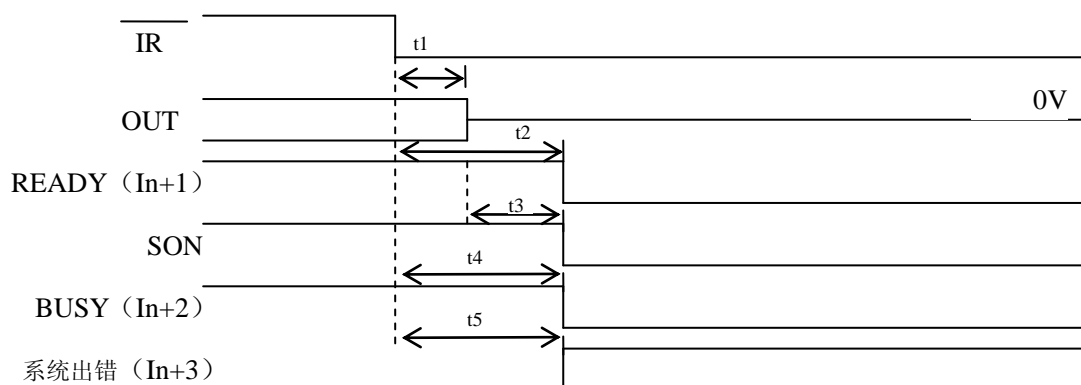 IR
t1
0V
OUT
t2
READY（In+1）
t3
SON
t4
BUSY（In+2）
t5
系统出错（In+3）